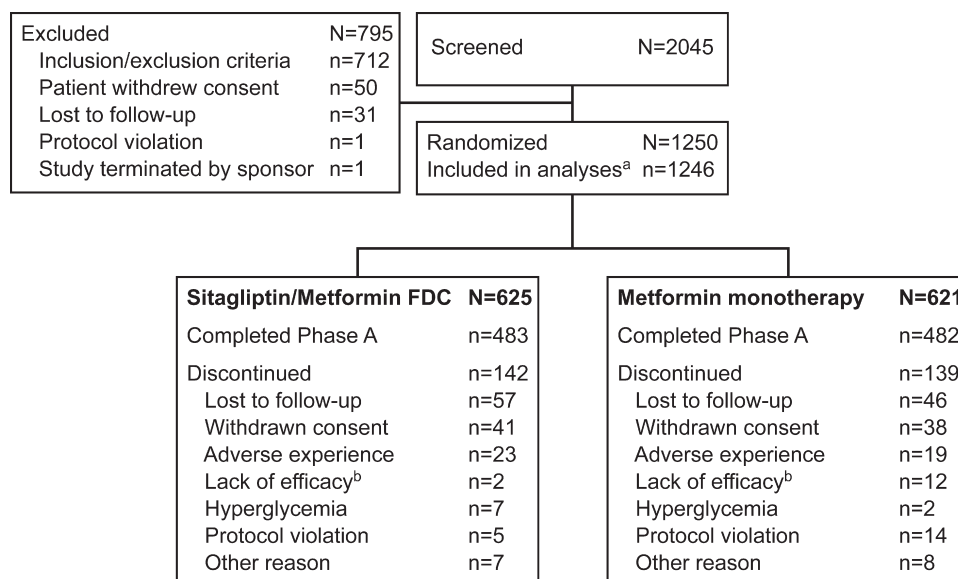 Excluded N=795
Inclusion/exclusion criteria n=712
Patient withdrew consent n=50
Lost to follow-up n=31
Protocol violation n=1
Study terminated by sponsor n=1
Screened N=2045
Randomized N=1250
Included in analysesᵃ n=1246
Sitagliptin/Metformin FDC N=625
Completed Phase A n=483
Discontinued n=142
Lost to follow-up n=57
Withdrawn consent n=41
Adverse experience n=23
Lack of efficacyᵇ n=2
Hyperglycemia n=7
Protocol violation n=5
Other reason n=7
Metformin monotherapy N=621
Completed Phase A n=482
Discontinued n=139
Lost to follow-up n=46
Withdrawn consent n=38
Adverse experience n=19
Lack of efficacyᵇ n=12
Hyperglycemia n=2
Protocol violation n=14
Other reason n=8